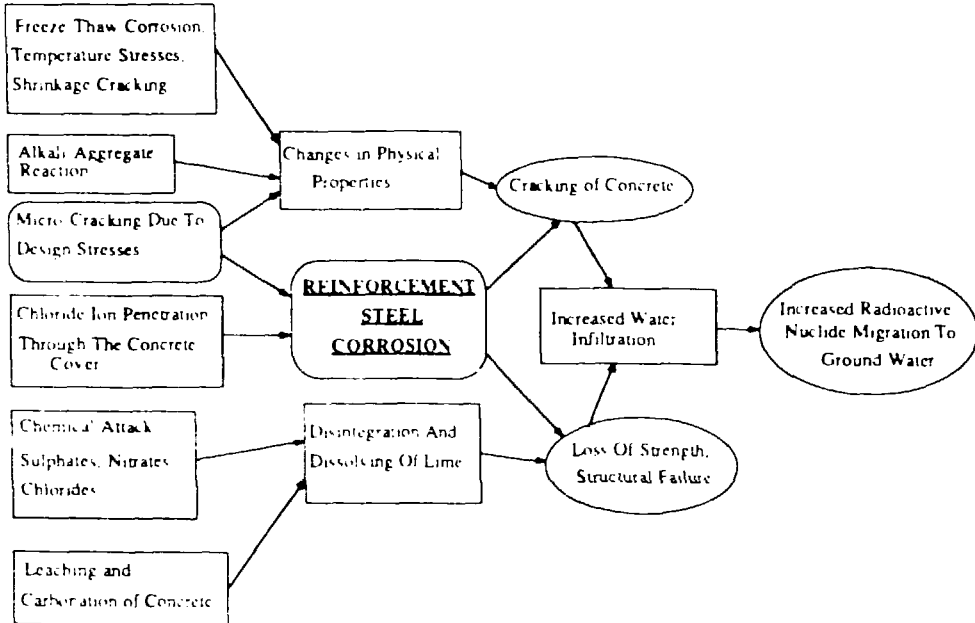 Freeze Thaw Corrosion,
Temperature Stresses,
Shrinkage Cracking
Alkali Aggregate
Reaction
Changes in Physical
Properties
Cracking of Concrete
Micro Cracking Due To
Design Stresses
REINFORCEMENT
STEEL
CORROSION
Chloride Ion Penetration
Through The Concrete
Cover
Increased Water
Infiltration
Increased Radioactive
Nuclide Migration To
Ground Water
Chemical Attack
Sulphates, Nitrates
Chlorides
Disintegration And
Dissolving Of Lime
Loss Of Strength,
Structural Failure
Leaching and
Carbonation of Concrete